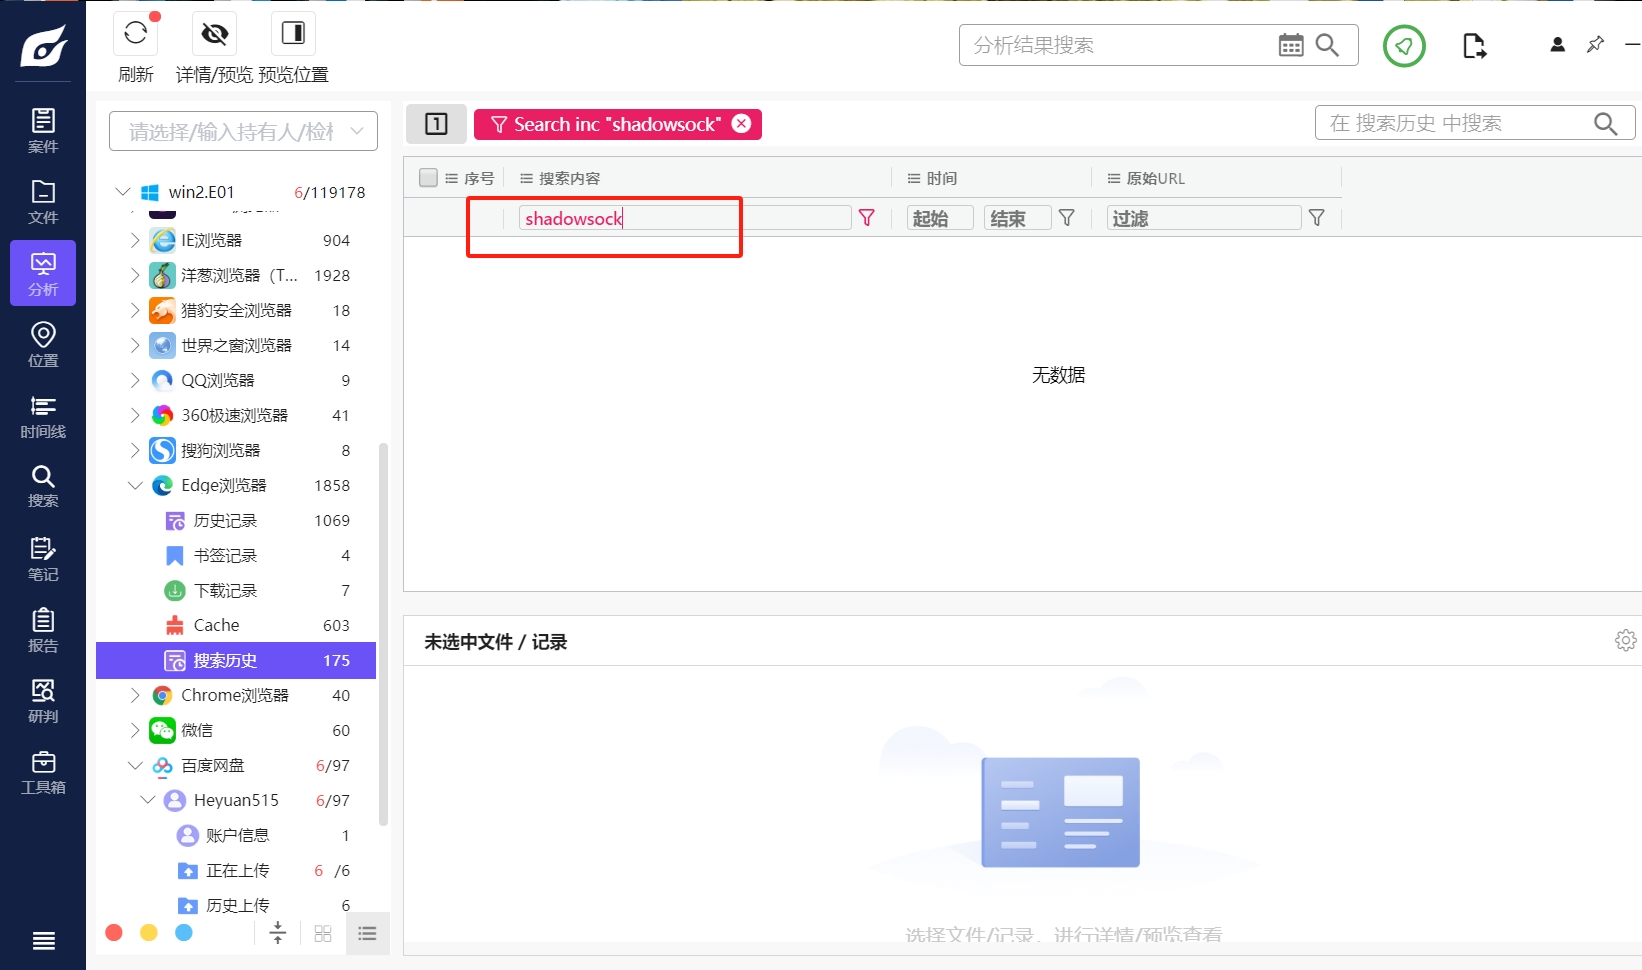 刷新
详情/预览
预览位置
分析结果搜索
案件
文件
分析
位置
时间线
搜索
笔记
报告
研判
工具箱
请选择/输入持有人/检
win2.E01 6/119178
IE浏览器 904
洋葱浏览器（T... 1928
猎豹安全浏览器 18
世界之窗浏览器 14
QQ浏览器 9
360极速浏览器 41
搜狗浏览器 8
Edge浏览器 1858
历史记录 1069
书签记录 4
下载记录 7
Cache 603
搜索历史 175
Chrome浏览器 40
微信 60
百度网盘 6/97
Heyuan515 6/97
账户信息 1
正在上传 6 /6
历史上传 6
1 Search inc "shadowsock"
在 搜索历史 中搜索
序号 搜索内容 时间 原始URL
shadowsock 起始 结束 过滤
无数据
未选中文件 / 记录
选择文件/记录，进行详情/预览查看